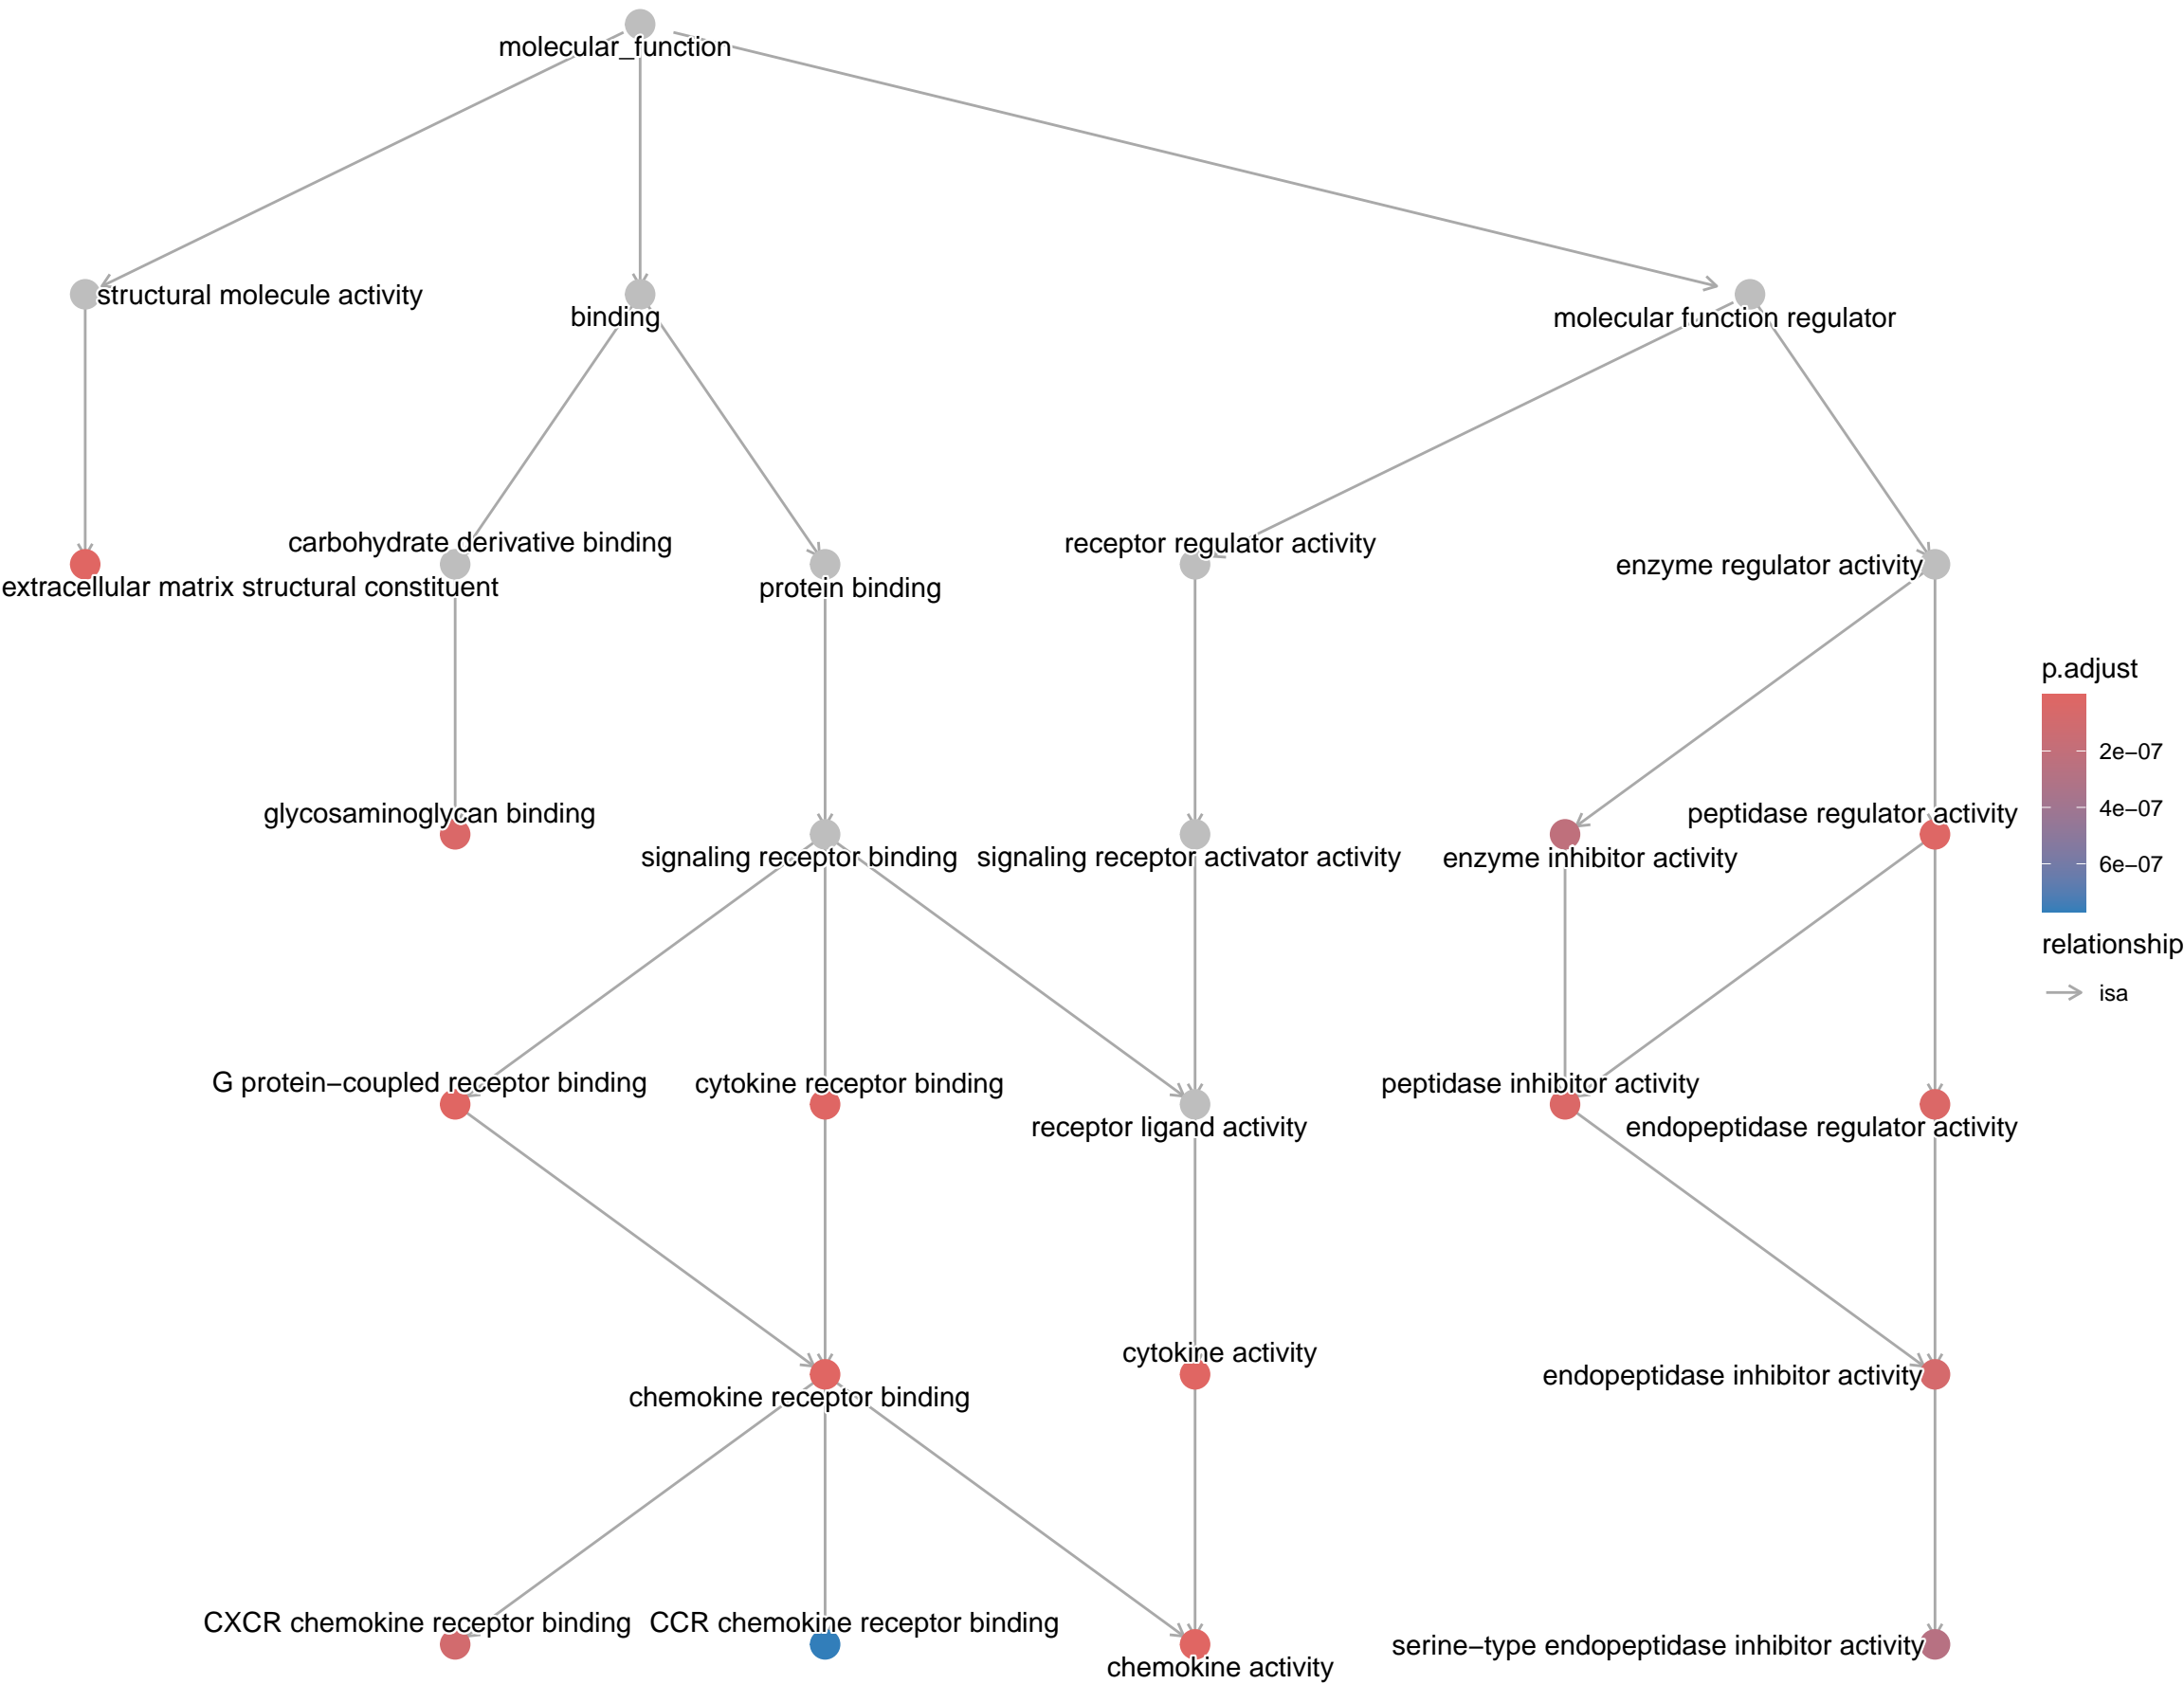 molecular_function
structural molecule activity
binding
molecular function regulator
carbohydrate derivative binding
receptor regulator activity
enzyme regulator activity
extracellular matrix structural constituent
protein binding
p.adjust
2e−07
4e−07
6e−07
relationship
isa
glycosaminoglycan binding
peptidase regulator activity
signaling receptor binding
signaling receptor activator activity
enzyme inhibitor activity
G protein−coupled receptor binding
cytokine receptor binding
peptidase inhibitor activity
receptor ligand activity
endopeptidase regulator activity
cytokine activity
endopeptidase inhibitor activity
chemokine receptor binding
CXCR chemokine receptor binding
CCR chemokine receptor binding
serine−type endopeptidase inhibitor activity
chemokine activity